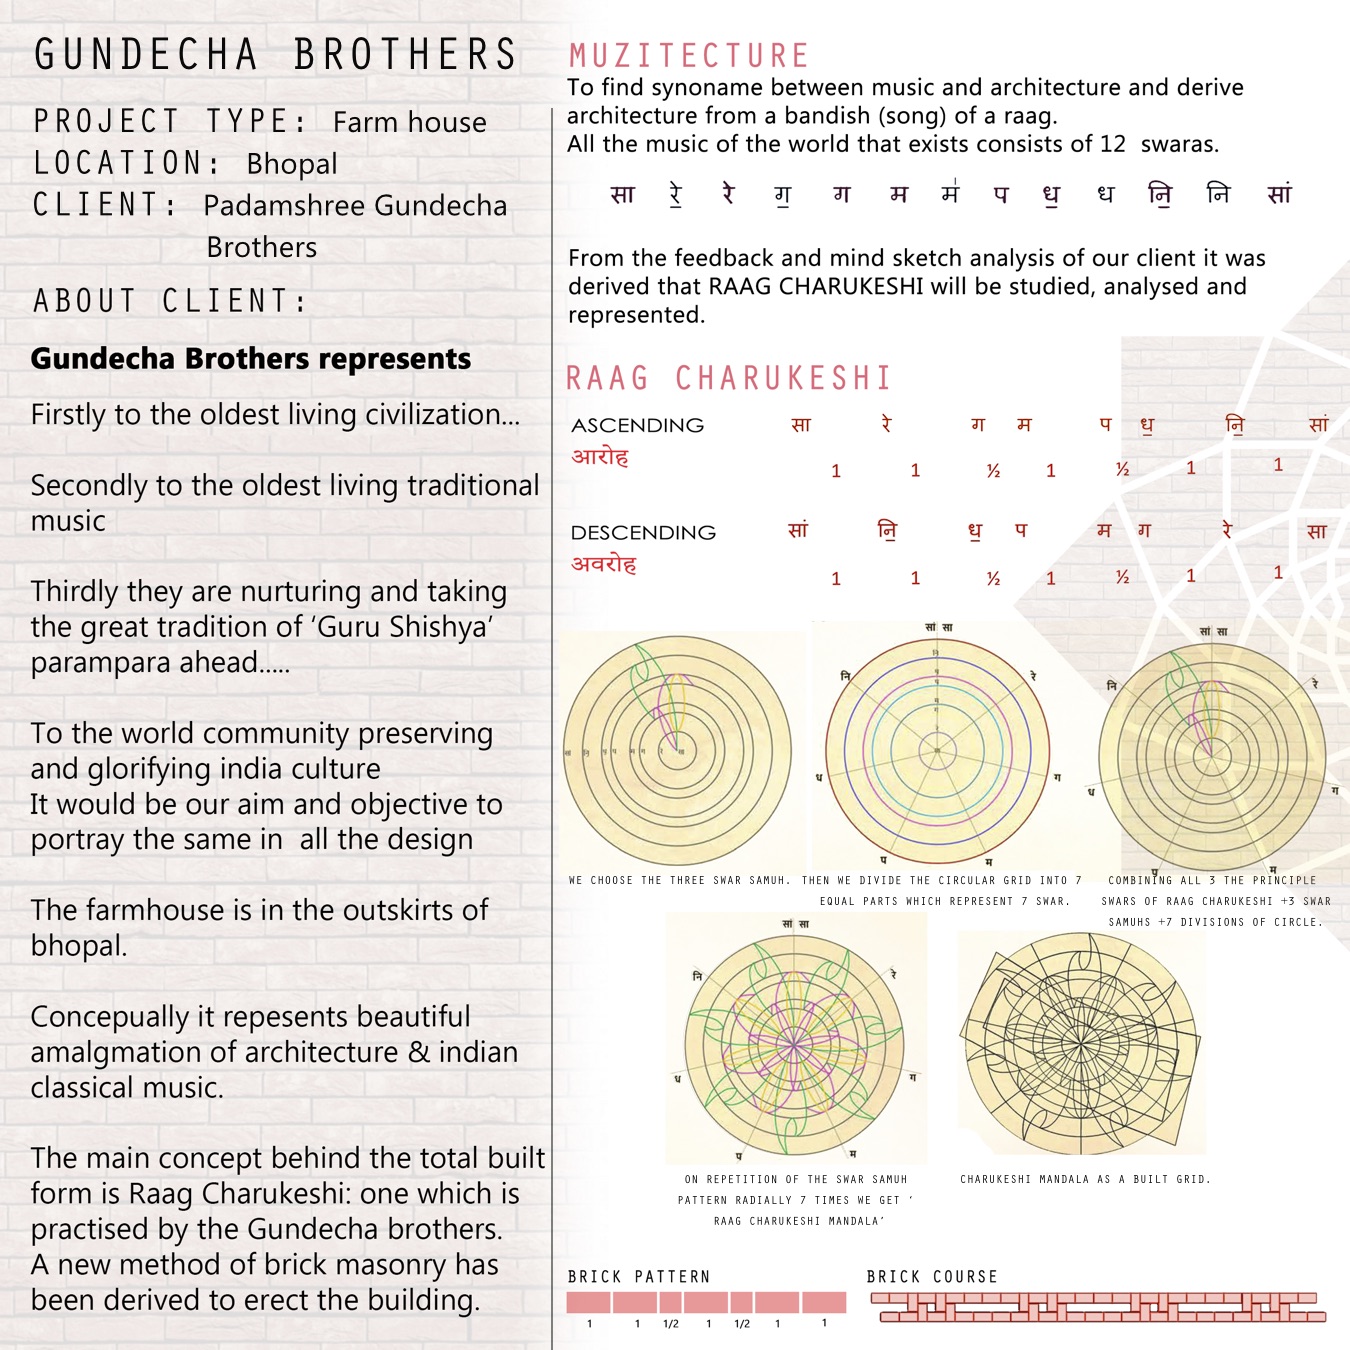 GUNDECHA BROTHERS
PROJECT TYPE: Farm house
LOCATION: Bhopal
CLIENT: Padamshree Gundecha
Brothers
ABOUT CLIENT:
Gundecha Brothers represents
Firstly to the oldest living civilization...
Secondly to the oldest living traditional
music
Thirdly they are nurturing and taking
the great tradition of ‘Guru Shishya’
parampara ahead.....
To the world community preserving
and glorifying india culture
It would be our aim and objective to
portray the same in all the design
The farmhouse is in the outskirts of
bhopal.
Concepually it repesents beautiful
amalgmation of architecture & indian
classical music.
The main concept behind the total built
form is Raag Charukeshi: one which is
practised by the Gundecha brothers.
A new method of brick masonry has
been derived to erect the building.
MUZITECTURE
To find synoname between music and architecture and derive
architecture from a bandish (song) of a raag.
All the music of the world that exists consists of 12 swaras.
सा रे॒ रे ग॒ ग म म॑ प ध॒ ध नि॒ नि सां
From the feedback and mind sketch analysis of our client it was
derived that RAAG CHARUKESHI will be studied, analysed and
represented.
RAAG CHARUKESHI
ASCENDING सा रे ग म प ध॒ नि॒ सां
आरोह 1 1 ½ 1 ½ 1 1
DESCENDING सां नि॒ ध॒ प म ग रे सा
अवरोह 1 1 ½ 1 ½ 1 1
सां सा
नि रे
ध ग
प म
सां सा
नि रे
ध ग
प म
WE CHOOSE THE THREE SWAR SAMUH.
THEN WE DIVIDE THE CIRCULAR GRID INTO 7
EQUAL PARTS WHICH REPRESENT 7 SWAR.
COMBINING ALL 3 THE PRINCIPLE
SWARS OF RAAG CHARUKESHI +3 SWAR
SAMUHS +7 DIVISIONS OF CIRCLE.
सां सा
नि रे
ध ग
प म
ON REPETITION OF THE SWAR SAMUH
PATTERN RADIALLY 7 TIMES WE GET ‘
RAAG CHARUKESHI MANDALA’
CHARUKESHI MANDALA AS A BUILT GRID.
BRICK PATTERN
1 1 1/2 1 1/2 1 1
BRICK COURSE